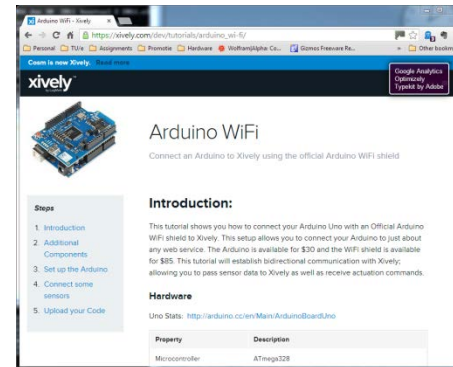 Arduino WiFi - Xively
https://xively.com/dev/tutorials/arduino_wi-fi/
Personal TU/e Assignments Promotie Hardware Wolfram|Alpha: Ca... Gizmos Freeware Re... » Other bookm
Cosm is now Xively. Read more
xively
Google Analytics
Optimizely
Typekit by Adobe
Arduino WiFi
Connect an Arduino to Xively using the official Arduino WiFi shield
Steps
1. Introduction
2. Additional
Components
3. Set up the Arduino
4. Connect some
sensors
5. Upload your Code
Introduction:
This tutorial shows you how to connect your Arduino Uno with an Official Arduino
WiFi shield to Xively. This setup allows you to connect your Arduino to just about
any web service. The Arduino is available for $30 and the WiFi shield is available
for $85. This tutorial will establish bidirectional communication with Xively;
allowing you to pass sensor data to Xively as well as receive actuation commands.
Hardware
Uno Stats: http://arduino.cc/en/Main/ArduinoBoardUno
Property Description
Microcontroller ATmega328